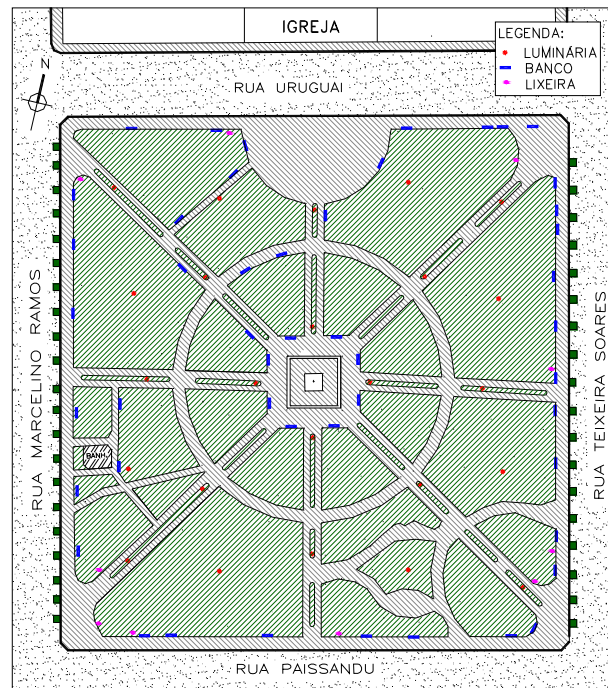 IGREJA
LEGENDA:
LUMINÁRIA
BANCO
LIXEIRA
N
RUA URUGUAI
RUA MARCELINO RAMOS
RUA TEIXEIRA SOARES
BANH.
RUA PAISSANDU